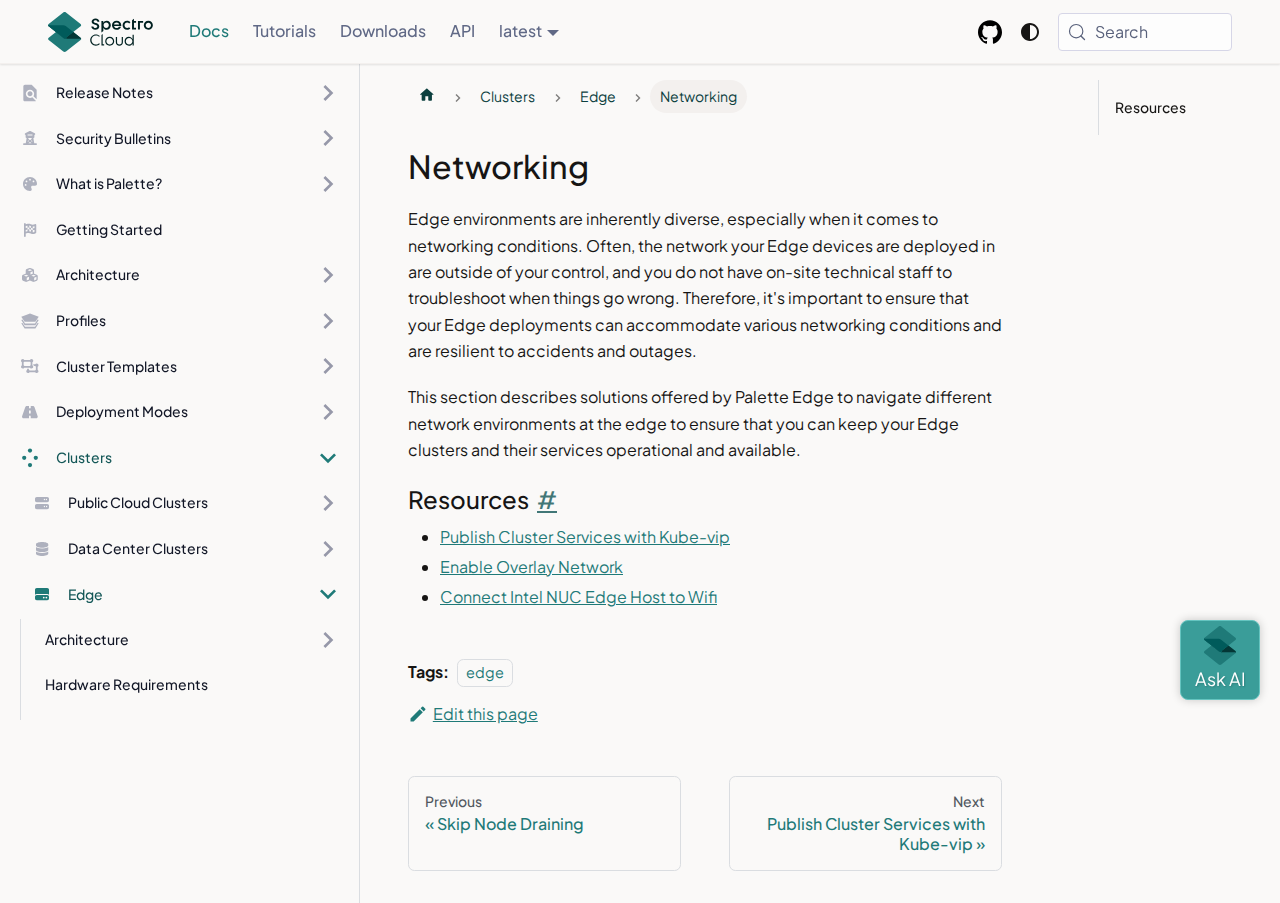 Spectro
Cloud
Docs
Tutorials
Downloads
API
latest
Search
Release Notes
Security Bulletins
What is Palette?
Getting Started
Architecture
Profiles
Cluster Templates
Deployment Modes
Clusters
Public Cloud Clusters
Data Center Clusters
Edge
Architecture
Hardware Requirements
Clusters
Edge
Networking
Networking
Edge environments are inherently diverse, especially when it comes to
networking conditions. Often, the network your Edge devices are deployed in
are outside of your control, and you do not have on-site technical staff to
troubleshoot when things go wrong. Therefore, it's important to ensure that
your Edge deployments can accommodate various networking conditions and
are resilient to accidents and outages.
This section describes solutions offered by Palette Edge to navigate different
network environments at the edge to ensure that you can keep your Edge
clusters and their services operational and available.
Resources #
Publish Cluster Services with Kube-vip
Enable Overlay Network
Connect Intel NUC Edge Host to Wifi
Tags: edge
Edit this page
Previous
« Skip Node Draining
Next
Publish Cluster Services with
Kube-vip »
Resources
Ask AI